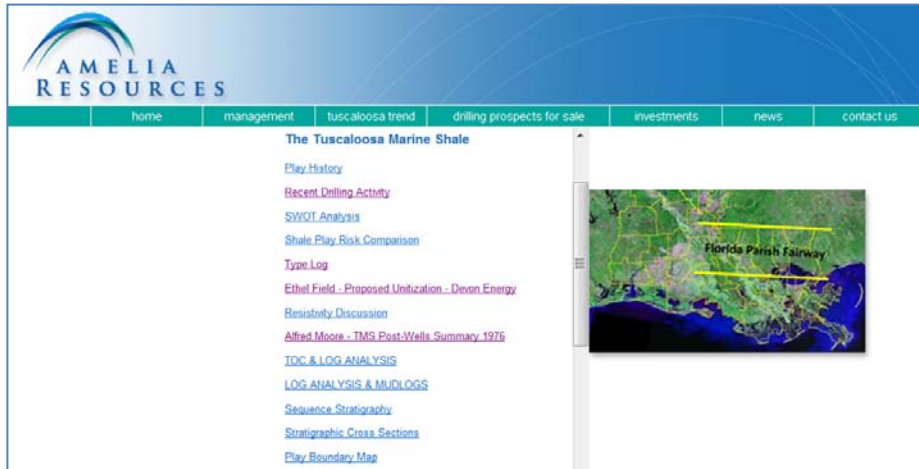 AMELIA
RESOURCES
home management tuscaloosa trend drilling prospects for sale investments news contact us
The Tuscaloosa Marine Shale
Play History
Recent Drilling Activity
SWOT Analysis
Shale Play Risk Comparison
Type Log
Ethel Field - Proposed Unitization - Devon Energy
Resistivity Discussion
Alfred Moore - TMS Post-Wells Summary 1976
TOC & LOG ANALYSIS
LOG ANALYSIS & MUDLOGS
Sequence Stratigraphy
Stratigraphic Cross Sections
Play Boundary Map
Florida Parish Fairway